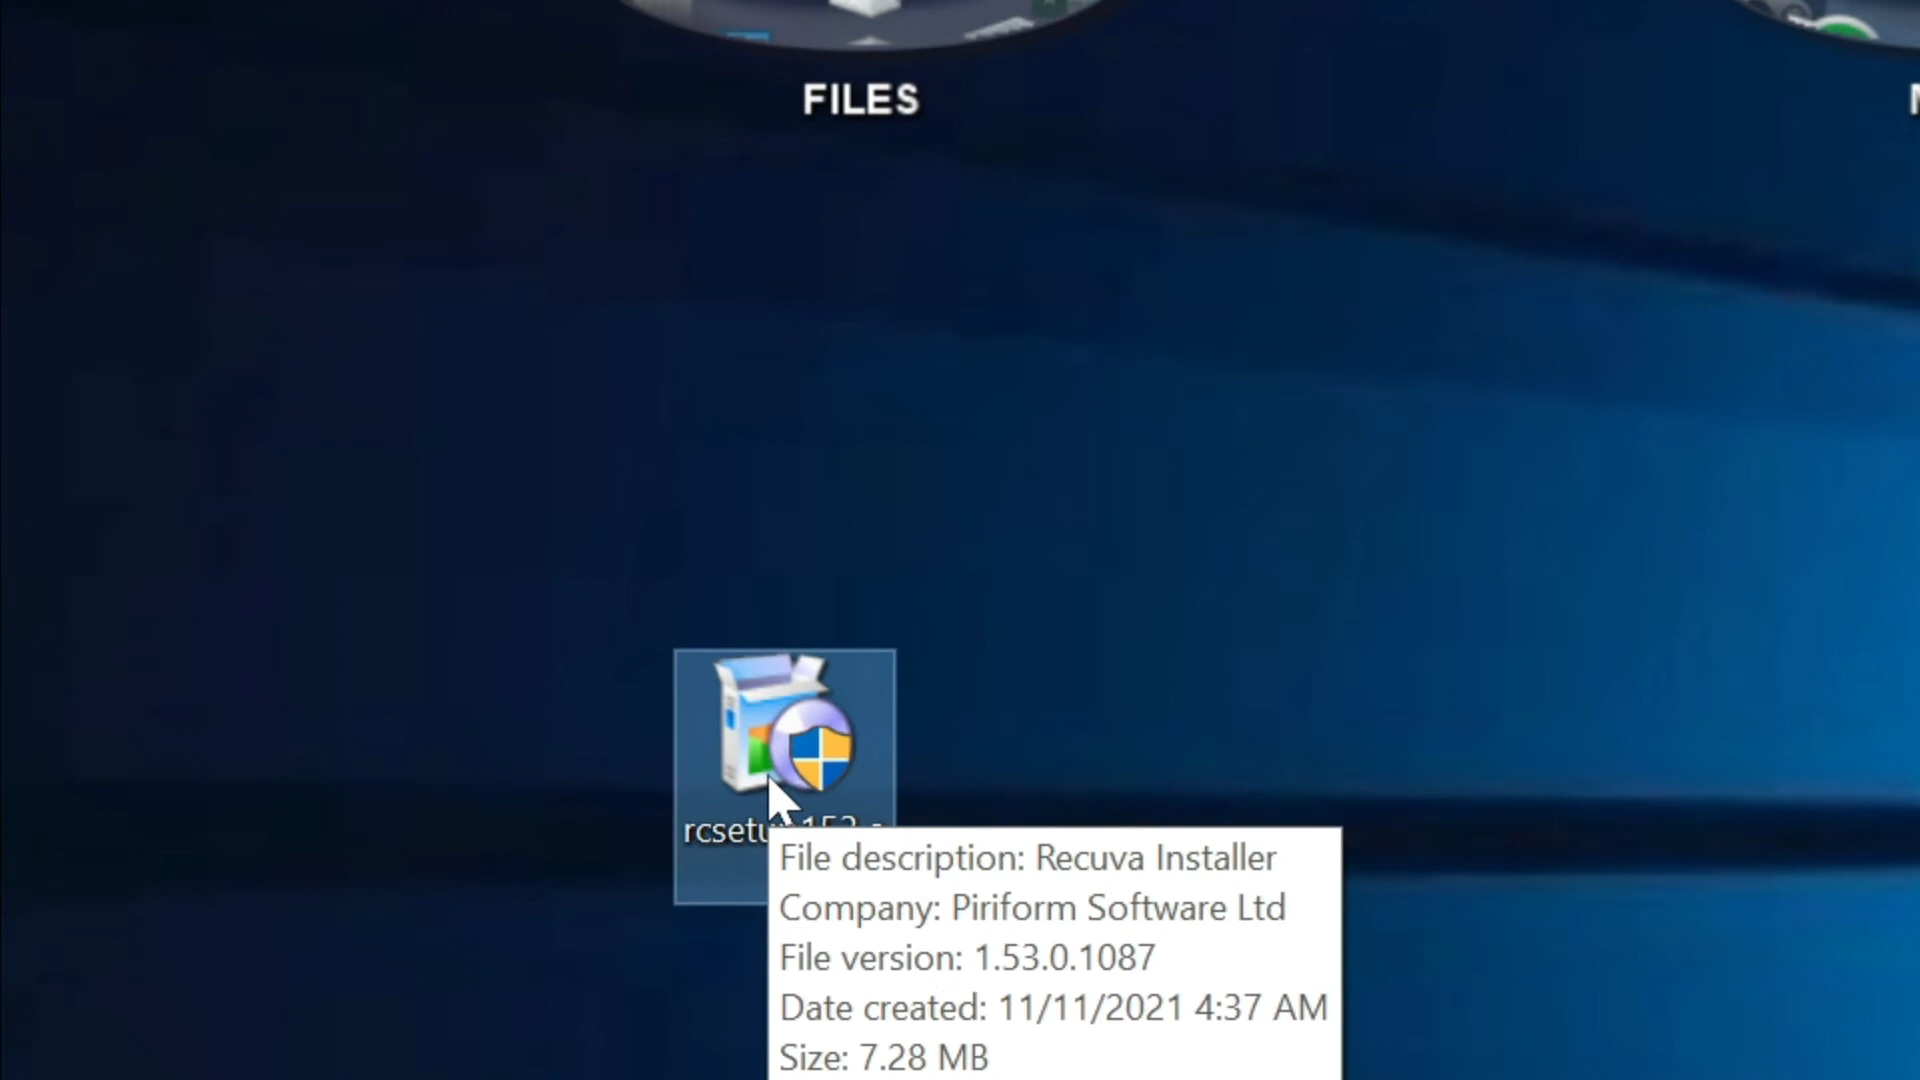 FILES
File description: Recuva Installer
Company: Piriform Software Ltd
File version: 1.53.0.1087
Date created: 11/11/2021 4:37 AM
Size: 7.28 MB